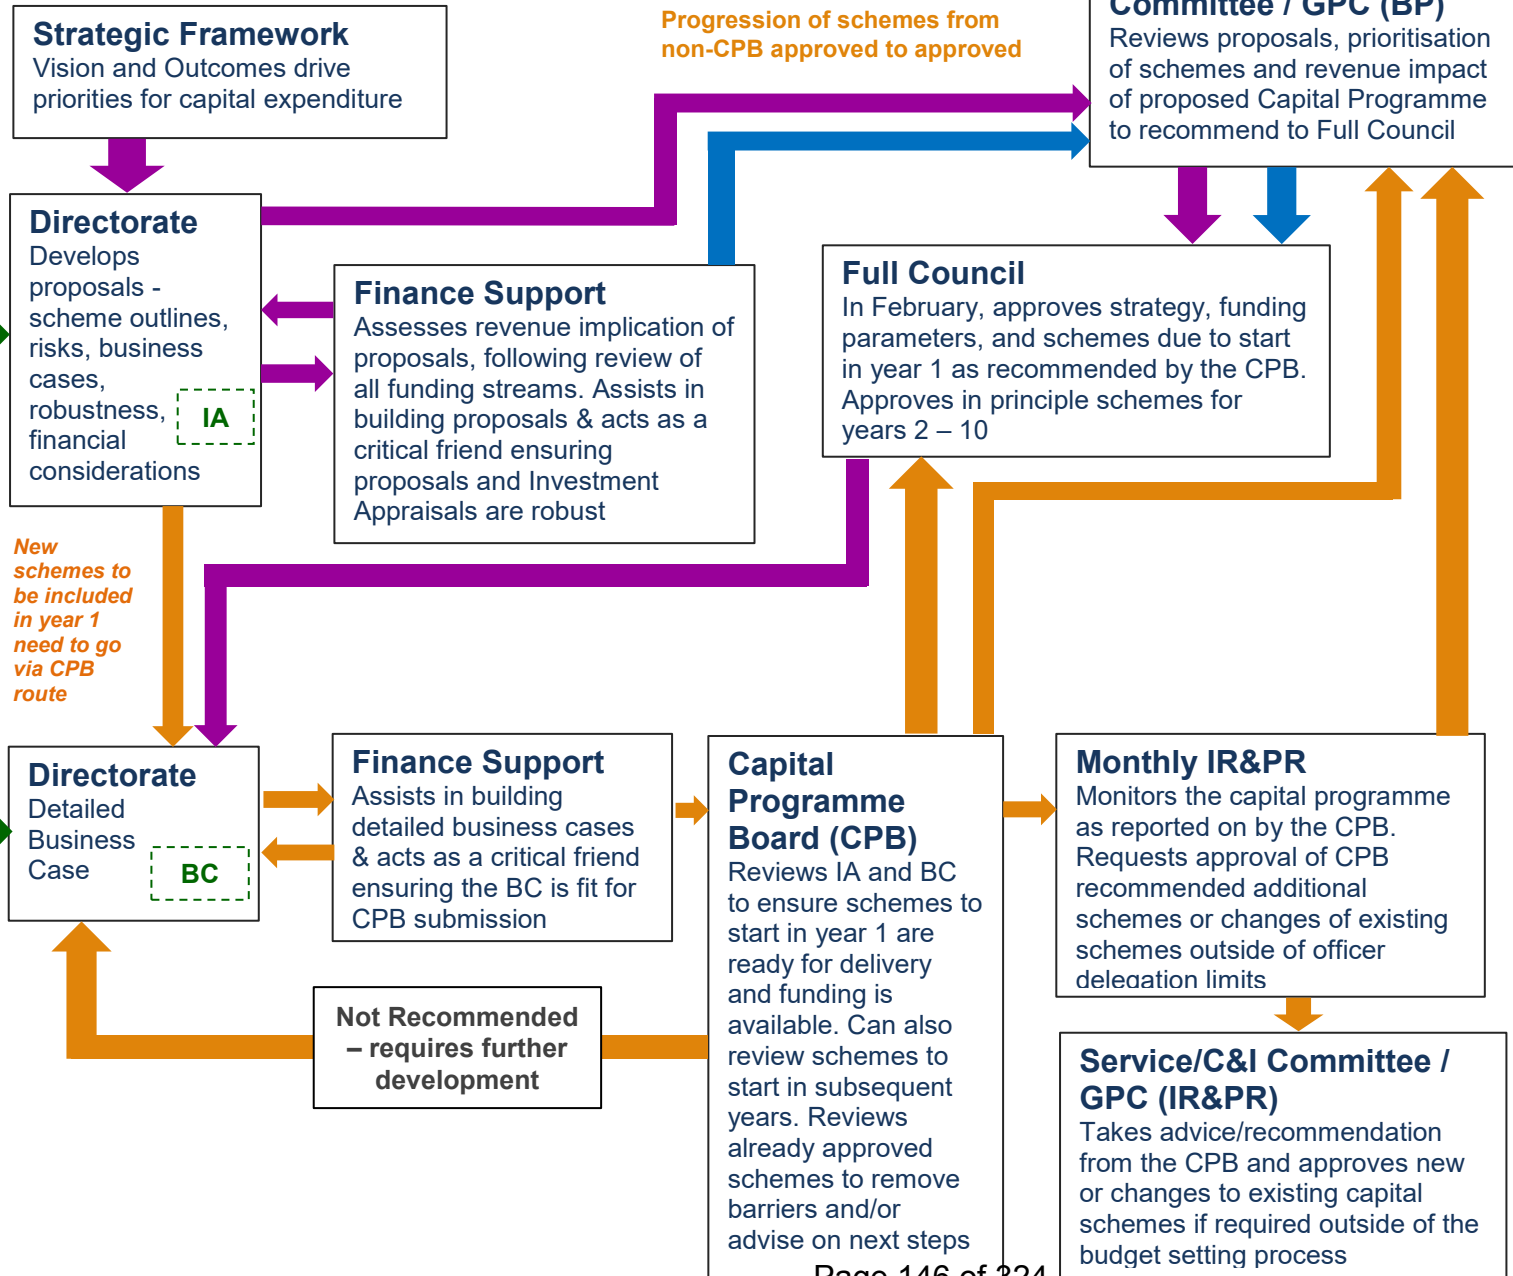 Progression of schemes from
non-CPB approved to approved
Committee / GPC (BP)
Reviews proposals, prioritisation
of schemes and revenue impact
of proposed Capital Programme
to recommend to Full Council
Strategic Framework
Vision and Outcomes drive
priorities for capital expenditure
Directorate
Develops
proposals -
scheme outlines,
risks, business
cases,
robustness,
financial
considerations
IA
Finance Support
Assesses revenue implication of
proposals, following review of
all funding streams. Assists in
building proposals & acts as a
critical friend ensuring
proposals and Investment
Appraisals are robust
Full Council
In February, approves strategy, funding
parameters, and schemes due to start
in year 1 as recommended by the CPB.
Approves in principle schemes for
years 2 – 10
New
schemes to
be included
in year 1
need to go
via CPB
route
Directorate
Detailed
Business
Case
BC
Finance Support
Assists in building
detailed business cases
& acts as a critical friend
ensuring the BC is fit for
CPB submission
Capital
Programme
Board (CPB)
Reviews IA and BC
to ensure schemes to
start in year 1 are
ready for delivery
and funding is
available. Can also
review schemes to
start in subsequent
years. Reviews
already approved
schemes to remove
barriers and/or
advise on next steps
Monthly IR&PR
Monitors the capital programme
as reported on by the CPB.
Requests approval of CPB
recommended additional
schemes or changes of existing
schemes outside of officer
delegation limits
Not Recommended
– requires further
development
Service/C&I Committee /
GPC (IR&PR)
Takes advice/recommendation
from the CPB and approves new
or changes to existing capital
schemes if required outside of the
budget setting process
Page 146 of 324